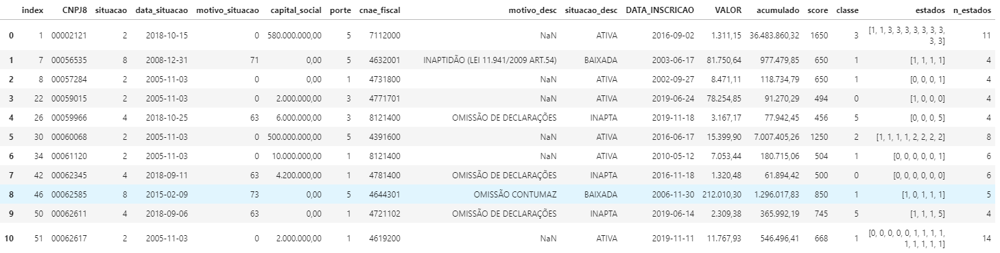 index CNPJ8 situacao data_situacao motivo_situacao capital_social porte cnae_fiscal motivo_desc situacao_desc DATA_INSCRICAO VALOR acumulado score classe estados n_estados
0 1 00002121 2 2018-10-15 0 580.000.000,00 5 7112000 NaN ATIVA 2016-09-02 1.311,15 36.483.860,32 1650 3 [1, 1, 3, 3, 3, 3, 3, 3, 3, 11
3, 3]
1 7 00056535 8 2008-12-31 71 0,00 5 4632001 INAPTIDÃO (LEI 11.941/2009 ART.54) BAIXADA 2003-06-17 81.750,64 977.479,85 650 1 [1, 1, 1, 1] 4
2 8 00057284 2 2005-11-03 0 0,00 1 4731800 NaN ATIVA 2002-09-27 8.471,11 118.734,79 650 1 [0, 0, 0, 1] 4
3 22 00059015 2 2005-11-03 0 2.000.000,00 3 4771701 NaN ATIVA 2019-06-24 78.254,85 91.270,29 494 0 [1, 0, 0, 0] 4
4 26 00059966 4 2018-10-25 63 6.000.000,00 3 8121400 OMISSÃO DE DECLARAÇÕES INAPTA 2019-11-18 3.167,17 77.942,45 456 5 [0, 0, 0, 5] 4
5 30 00060068 2 2005-11-03 0 500.000.000,00 5 4391600 NaN ATIVA 2016-06-17 15.399,90 7.007.405,26 1250 2 [1, 1, 1, 1, 2, 2, 2, 2] 8
6 34 00061120 2 2005-11-03 0 10.000.000,00 1 8121400 NaN ATIVA 2010-05-12 7.053,44 180.715,06 504 1 [0, 0, 0, 0, 0, 1] 6
7 42 00062345 4 2018-09-11 63 4.200.000,00 1 4781400 OMISSÃO DE DECLARAÇÕES INAPTA 2016-11-18 1.320,48 61.894,42 500 0 [0, 0, 0, 0, 0, 0] 6
8 46 00062585 8 2015-02-09 73 0,00 5 4644301 OMISSÃO CONTUMAZ BAIXADA 2006-11-30 212.010,30 1.296.017,83 850 1 [1, 0, 1, 1, 1] 5
9 50 00062611 4 2018-09-06 63 0,00 1 4721102 OMISSÃO DE DECLARAÇÕES INAPTA 2019-06-14 2.309,38 365.992,19 745 5 [1, 1, 1, 5] 4
10 51 00062617 2 2005-11-03 0 2.000.000,00 1 4619200 NaN ATIVA 2019-11-11 11.767,93 546.496,41 668 1 [0, 0, 0, 0, 0, 1, 1, 1, 1, 14
1, 1, 1, 1, 1]